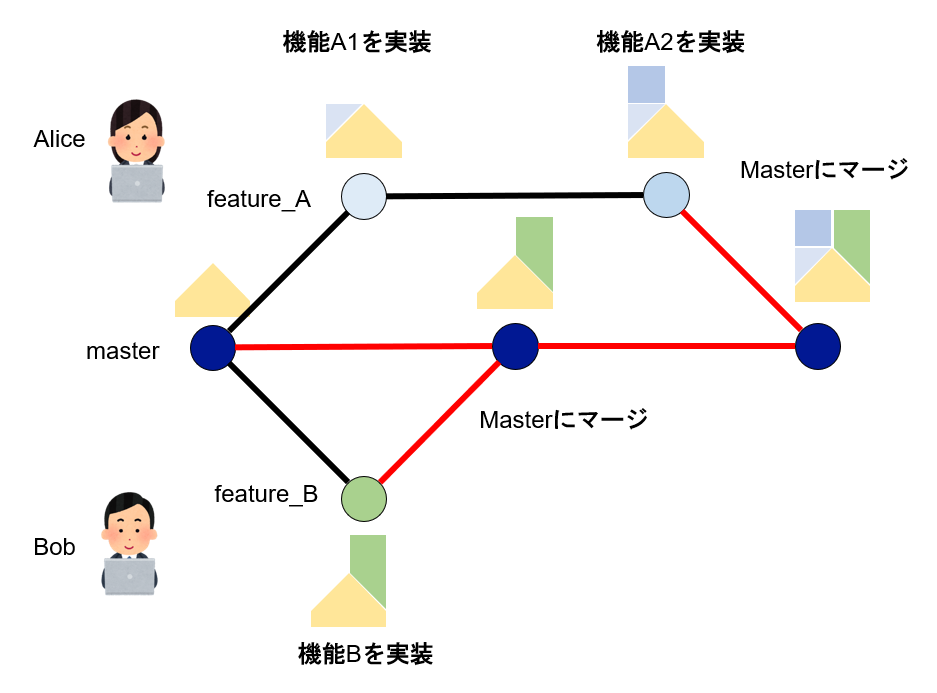 機能A1を実装
機能A2を実装
Alice
Masterにマージ
feature_A
master
Masterにマージ
feature_B
Bob
機能Bを実装